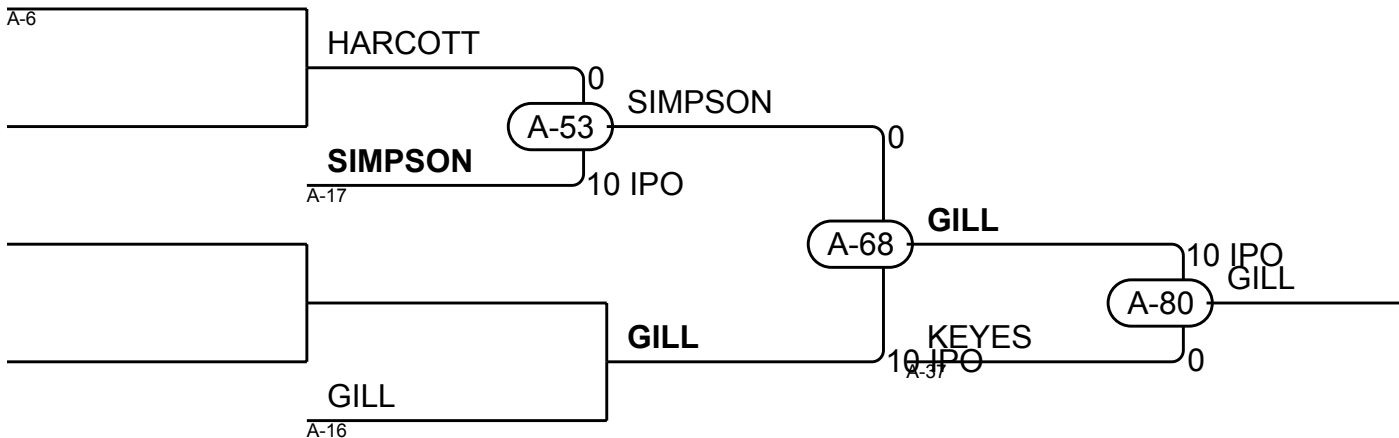 A-6
HARCOTT
0
A-53
SIMPSON
SIMPSON
10 IPO
A-17
0
A-68
GILL
10 IPO
A-80
GILL
GILL
10 IPO
KEYES
A-37
0
GILL
A-16